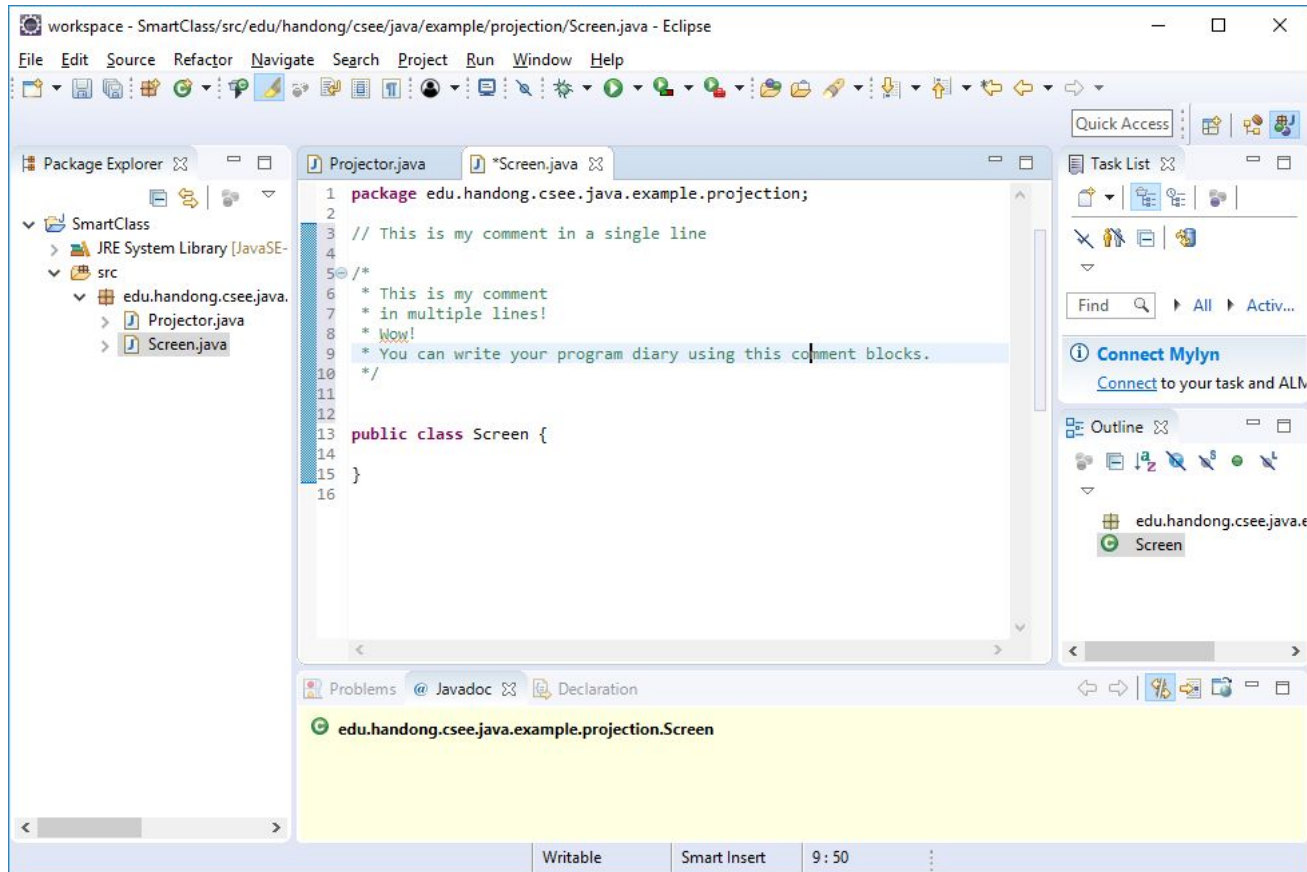 workspace - SmartClass/src/edu/handong/csee/java/example/projection/Screen.java - Eclipse
File Edit Source Refactor Navigate Search Project Run Window Help
Quick Access
Package Explorer
SmartClass
JRE System Library [JavaSE-
src
edu.handong.csee.java.
Projector.java
Screen.java
Projector.java *Screen.java
1 package edu.handong.csee.java.example.projection;
2
3 // This is my comment in a single line
4
5 /*
6 * This is my comment
7 * in multiple lines!
8 * Wow!
9 * You can write your program diary using this comment blocks.
10 */
11
12
13 public class Screen {
14
15 }
16
Task List
Find All Activ...
Connect Mylyn
Connect to your task and ALM
Outline
edu.handong.csee.java.e
Screen
Problems @ Javadoc Declaration
edu.handong.csee.java.example.projection.Screen
Writable Smart Insert 9 : 50